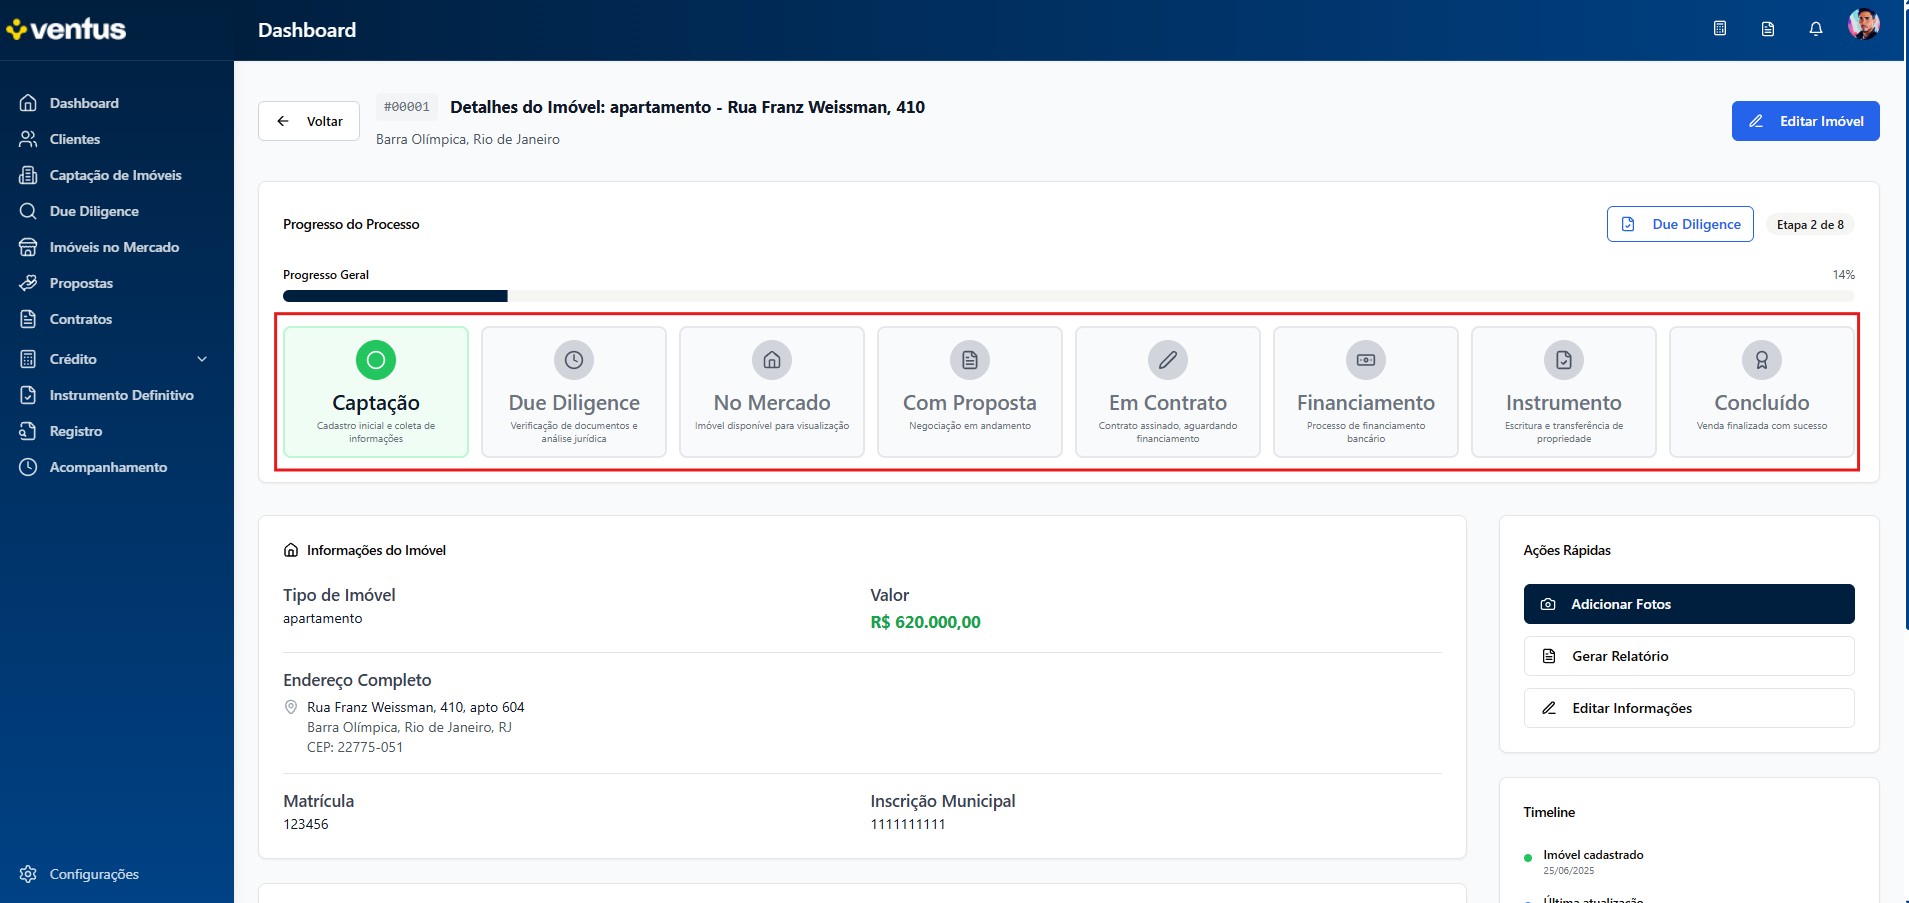 ventus
Dashboard
Dashboard
Clientes
Captação de Imóveis
Due Diligence
Imóveis no Mercado
Propostas
Contratos
Crédito
Instrumento Definitivo
Registro
Acompanhamento
Configurações
Voltar
#00001
Detalhes do Imóvel: apartamento - Rua Franz Weissman, 410
Barra Olímpica, Rio de Janeiro
Editar Imóvel
Progresso do Processo
Due Diligence
Etapa 2 de 8
Progresso Geral
14%
Captação
Cadastro inicial e coleta de
informações
Due Diligence
Verificação de documentos e
análise jurídica
No Mercado
Imóvel disponível para visualização
Com Proposta
Negociação em andamento
Em Contrato
Contrato assinado, aguardando
financiamento
Financiamento
Processo de financiamento
bancário
Instrumento
Escritura e transferência de
propriedade
Concluído
Venda finalizada com sucesso
Informações do Imóvel
Tipo de Imóvel
apartamento
Valor
R$ 620.000,00
Endereço Completo
Rua Franz Weissman, 410, apto 604
Barra Olímpica, Rio de Janeiro, RJ
CEP: 22775-051
Matrícula
123456
Inscrição Municipal
1111111111
Ações Rápidas
Adicionar Fotos
Gerar Relatório
Editar Informações
Timeline
Imóvel cadastrado
25/06/2025
Última atualização